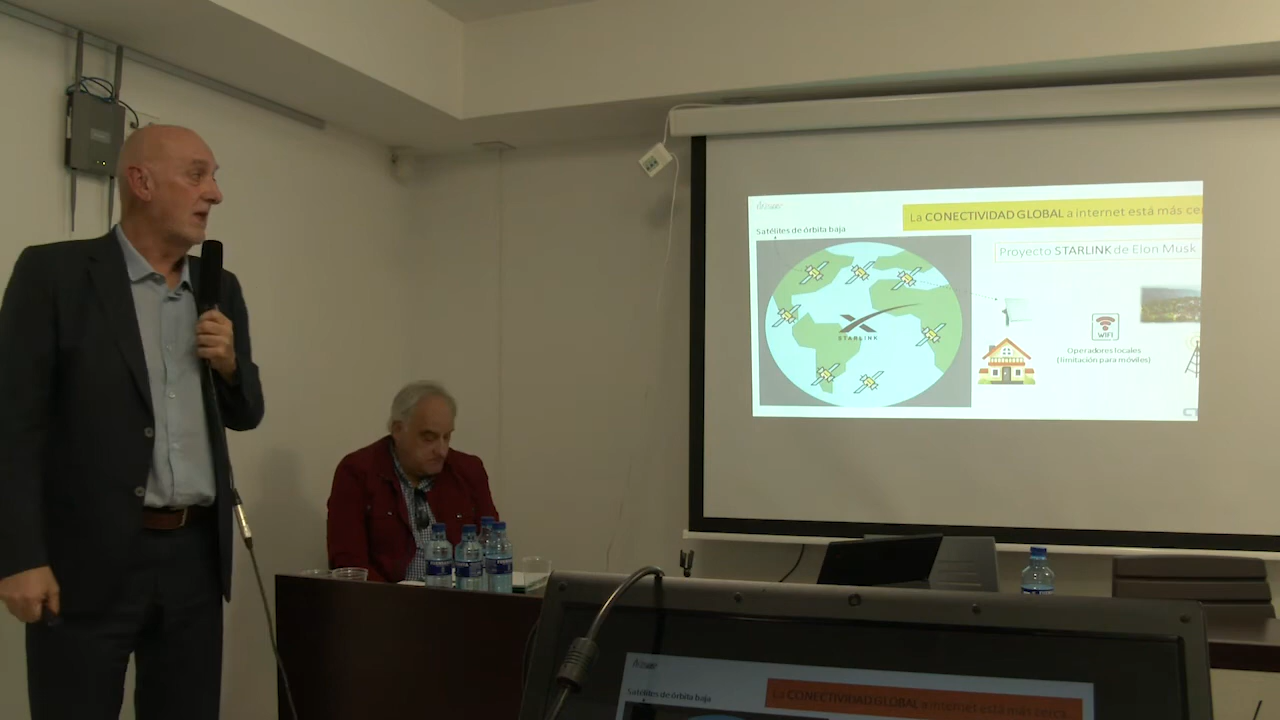 La CONECTIVIDAD GLOBAL a internet está más cer
Satélites de órbita baja
Proyecto STARLINK de Elon Musk
STARLINK
WiFi
Operadores locales
(limitación para móviles)
Satélites de órbita baja
La CONECTIVIDAD GLOBAL a internet está más cerca